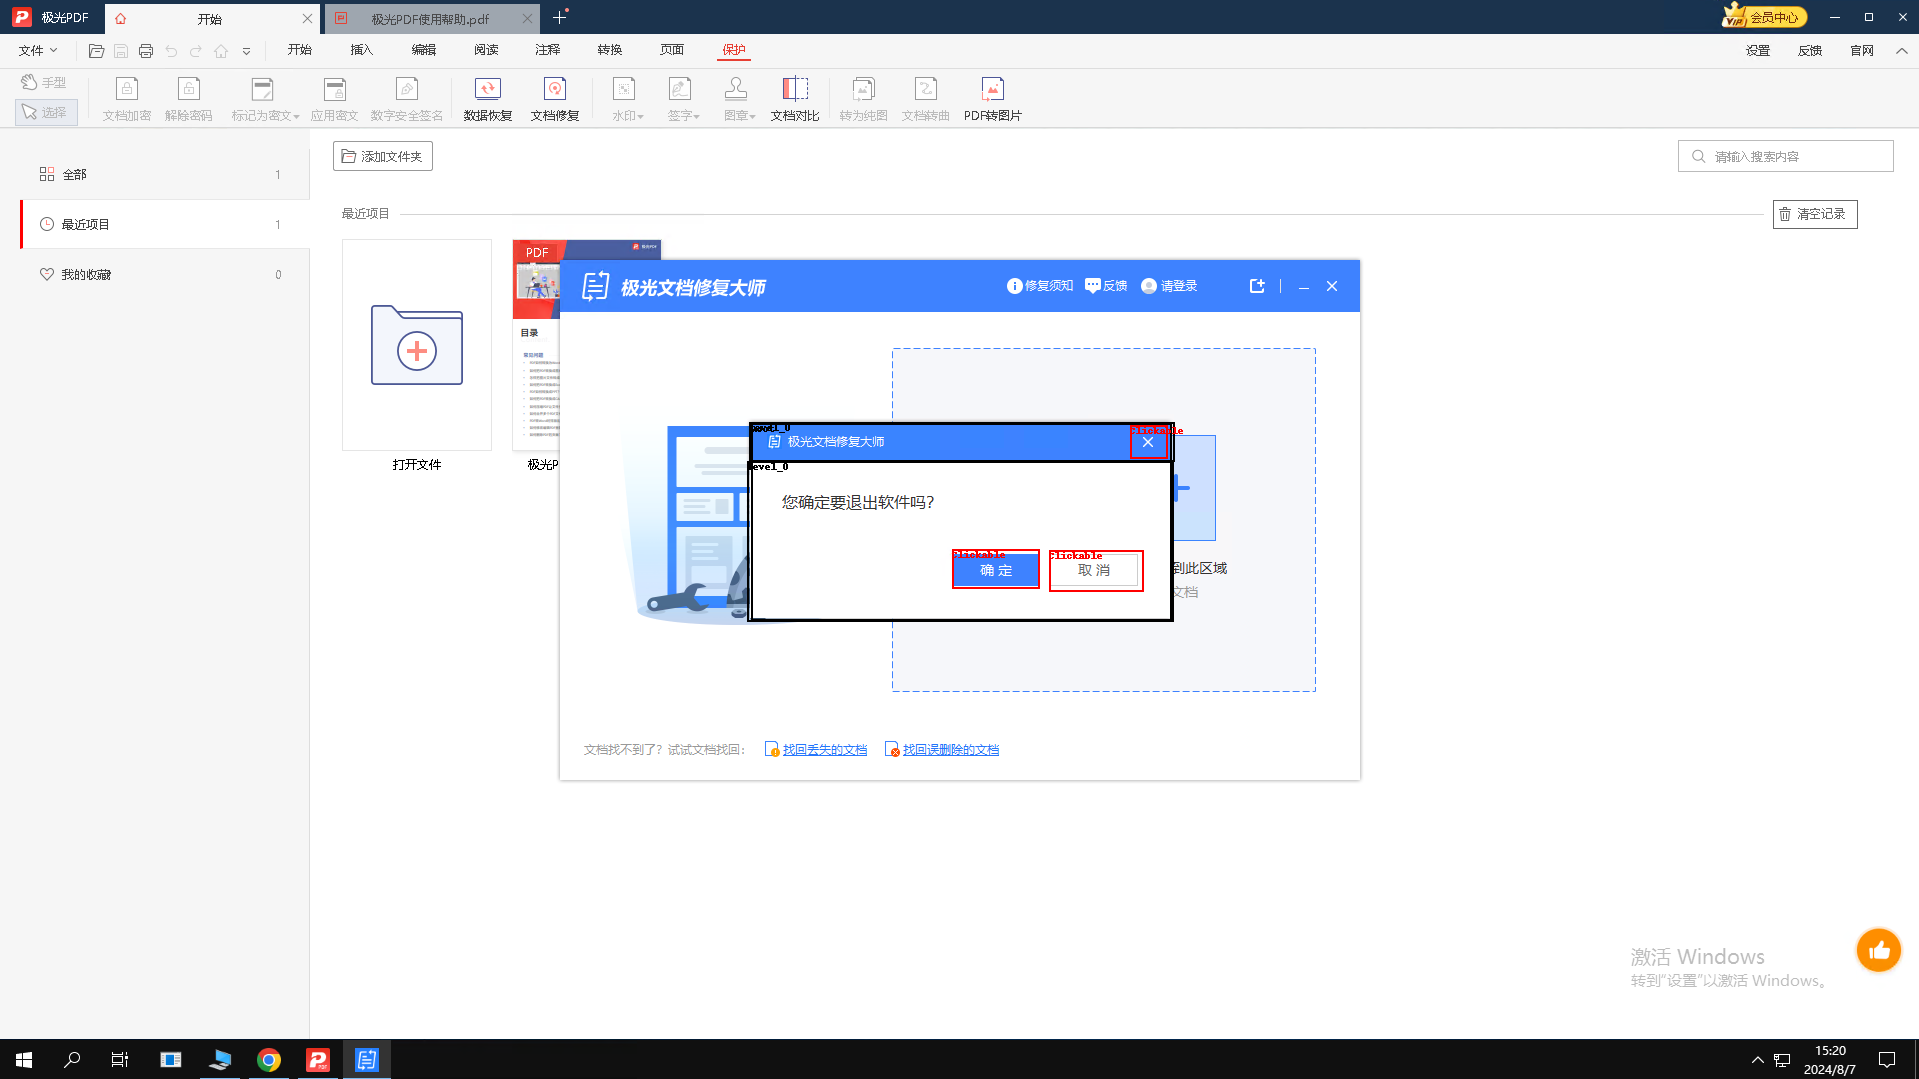 极光PDF
开始
极光PDF使用帮助.pdf
VIP 会员中心
文件
开始
插入
编辑
阅读
注释
转换
页面
保护
设置
反馈
官网
手型
选择
文档加密
解除密码
标记为密文
应用密文
数字安全签名
数据恢复
文档修复
水印
签字
图章
文档对比
转为纯图
文档转曲
PDF转图片
全部 1
最近项目 1
我的收藏 0
添加文件夹
请输入搜索内容
最近项目
清空记录
PDF
目录
常见问题
打开文件
极光P
极光文档修复大师
修复须知
反馈
请登录
level_0
Clickable
极光文档修复大师
level_0
您确定要退出软件吗?
Clickable
确 定
Clickable
取 消
到此区域
文档
文档找不到了? 试试文档找回:
找回丢失的文档
找回误删除的文档
激活 Windows
转到“设置”以激活 Windows。
15:20
2024/8/7